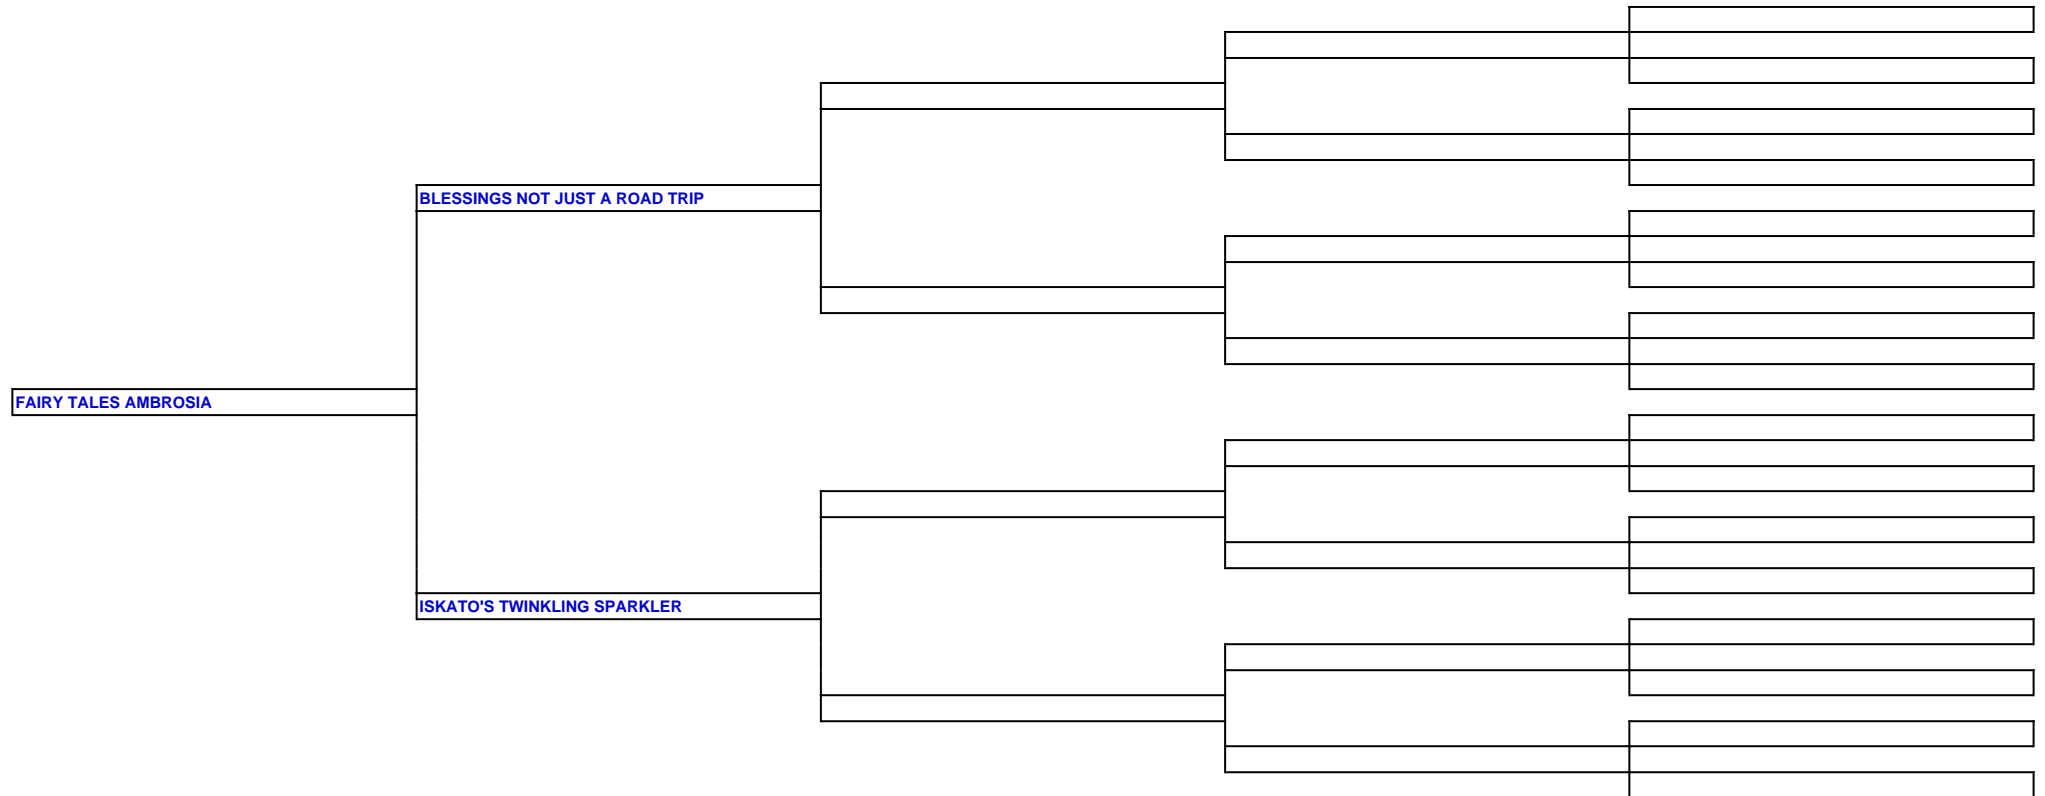 BLESSINGS NOT JUST A ROAD TRIP
FAIRY TALES AMBROSIA
ISKATO'S TWINKLING SPARKLER